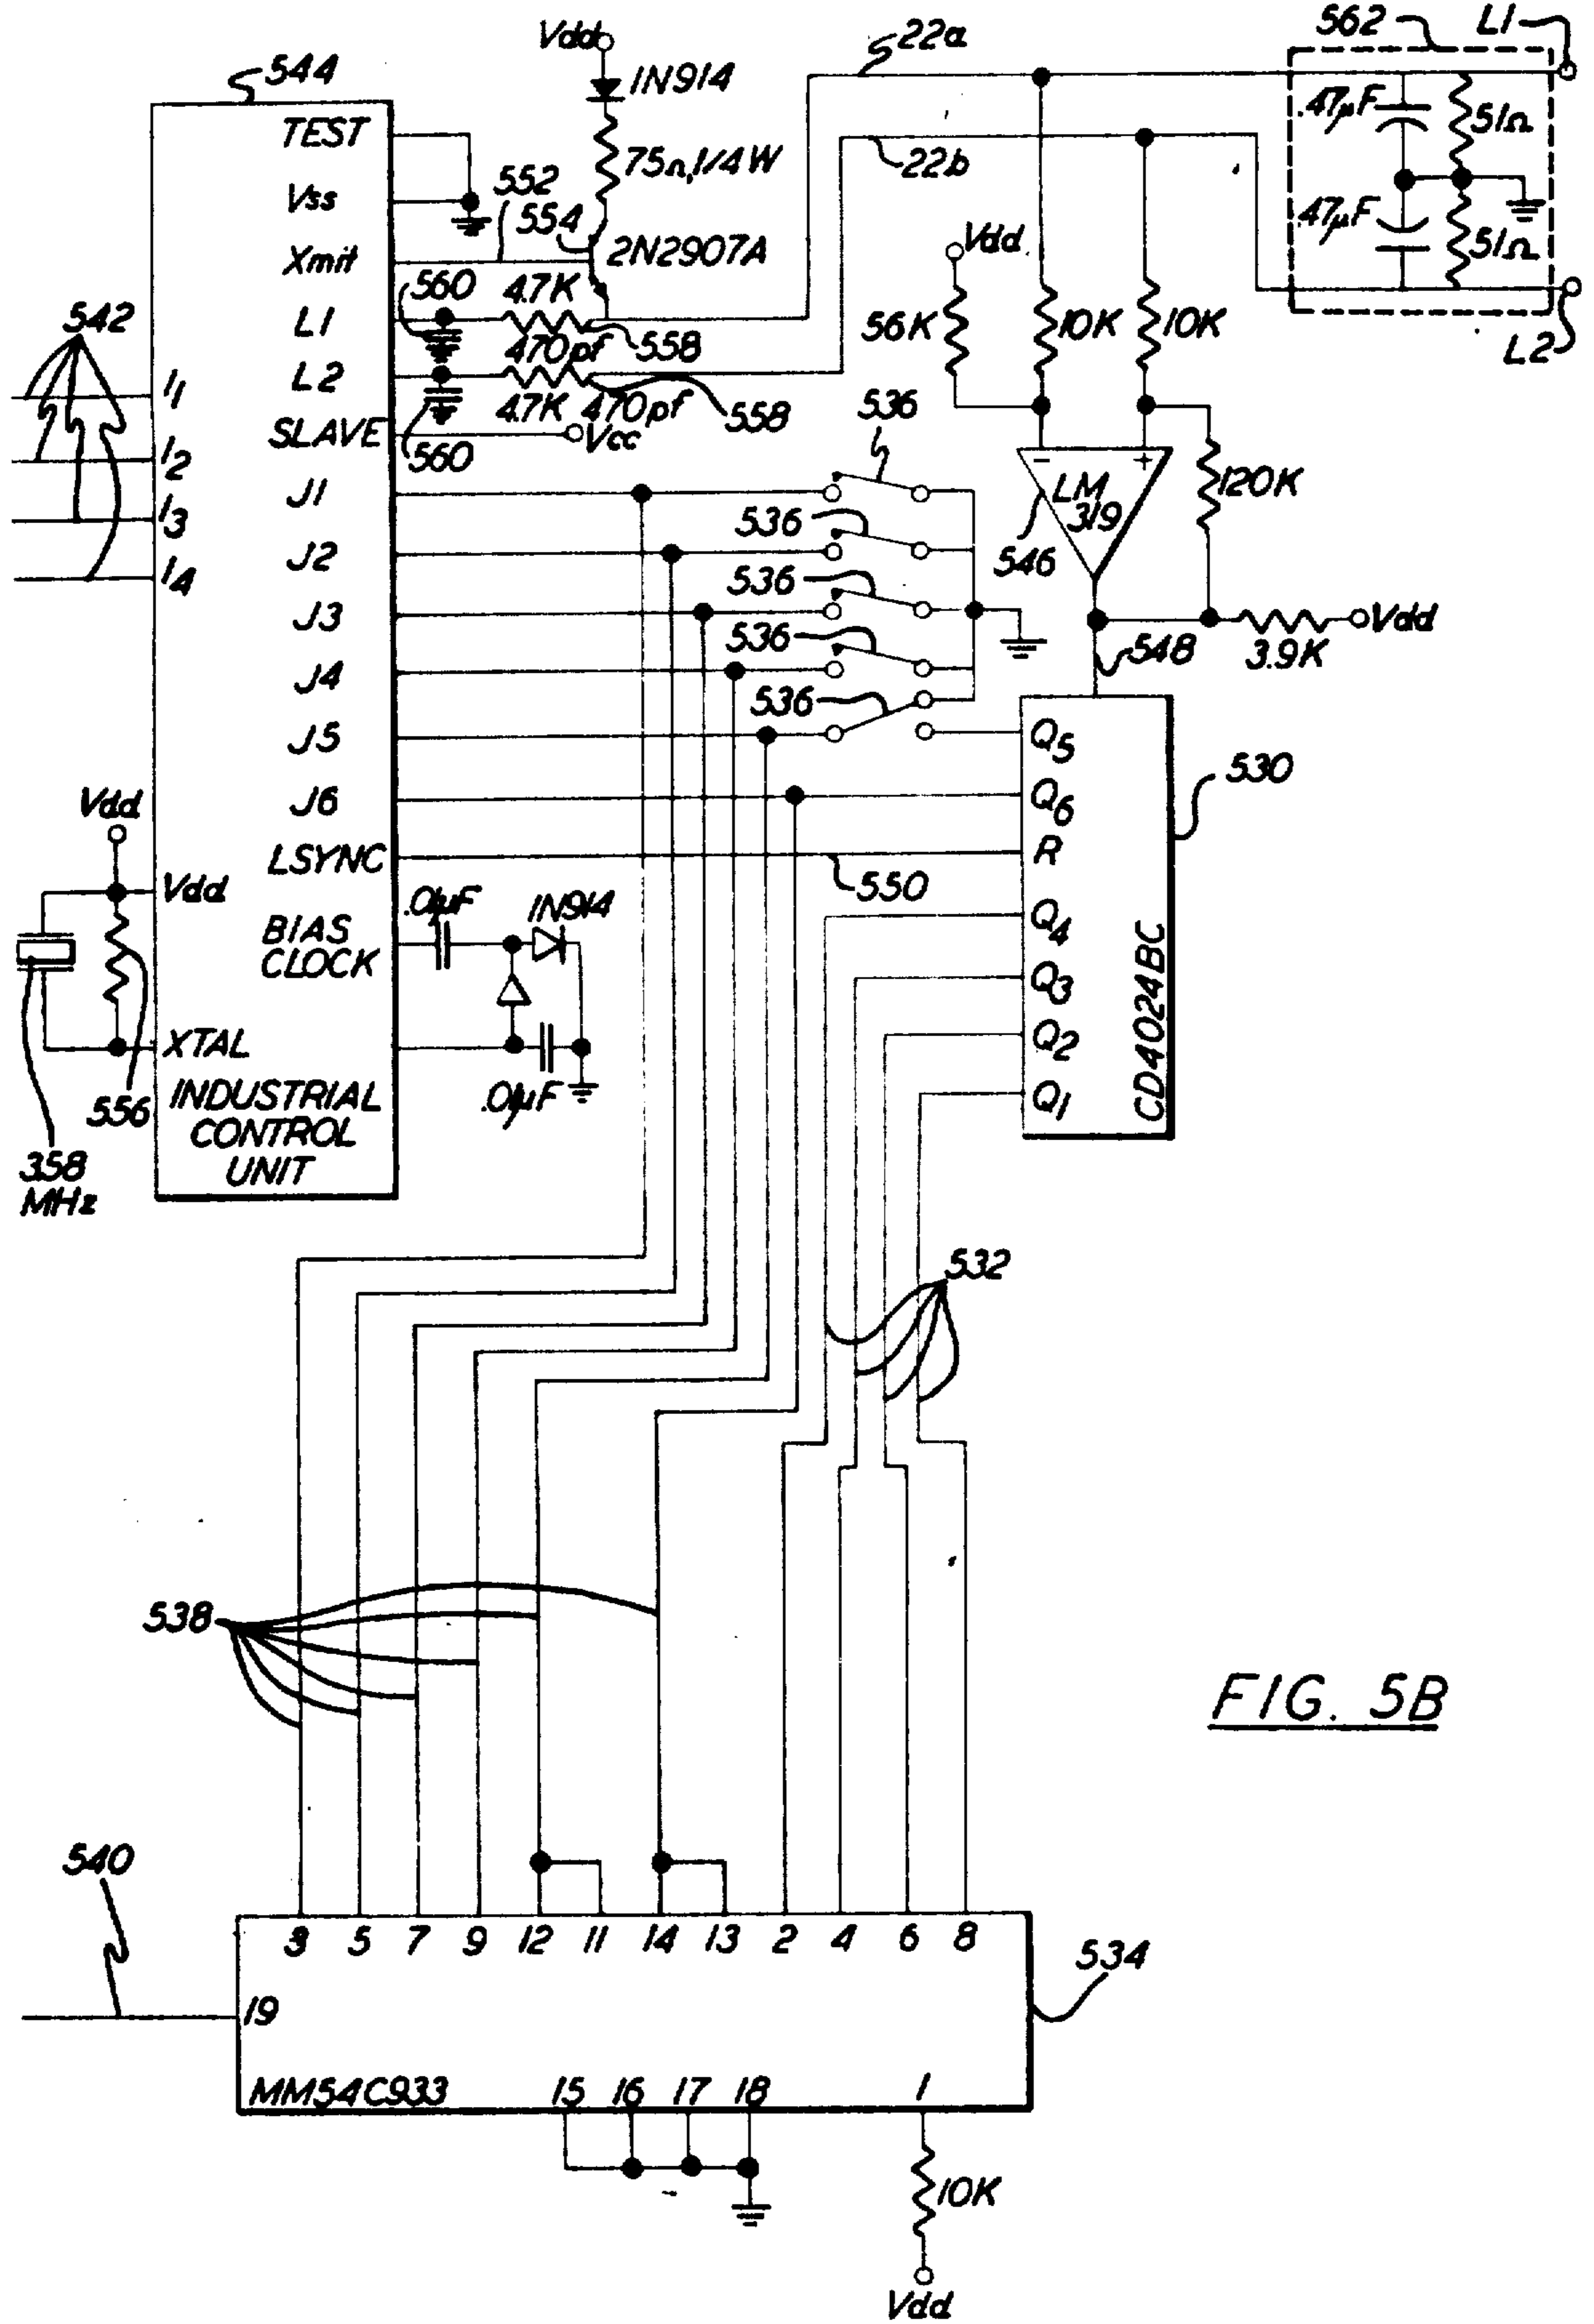 Vdd
1N914
75Ω, 1/4 W
544
TEST
Vss
Xmit
L1
L2
SLAVE
J1
J2
J3
J4
J5
J6
LSYNC
BIAS
CLOCK
Vdd
XTAL
INDUSTRIAL
CONTROL
UNIT
I1
I2
I3
I4
542
552
554
2N2907A
560
4.7K
470pf
558
4.7K
470pf
558
560
Vcc
22a
22b
562
L1
.47µF
51Ω
.47µF
51Ω
L2
Vdd
56K
10K
10K
LM
319
-
+
120K
546
548
3.9K
Vdd
536
536
536
536
536
530
Q5
Q6
R
Q4
Q3
Q2
Q1
CD4024BC
550
Vdd
556
358
MHz
.01µF
1N914
.01µF
532
538
540
534
3 5 7 9 12 11 14 13 2 4 6 8
19
MM54C933
15 16 17 18 1
10K
Vdd
FIG. 5B